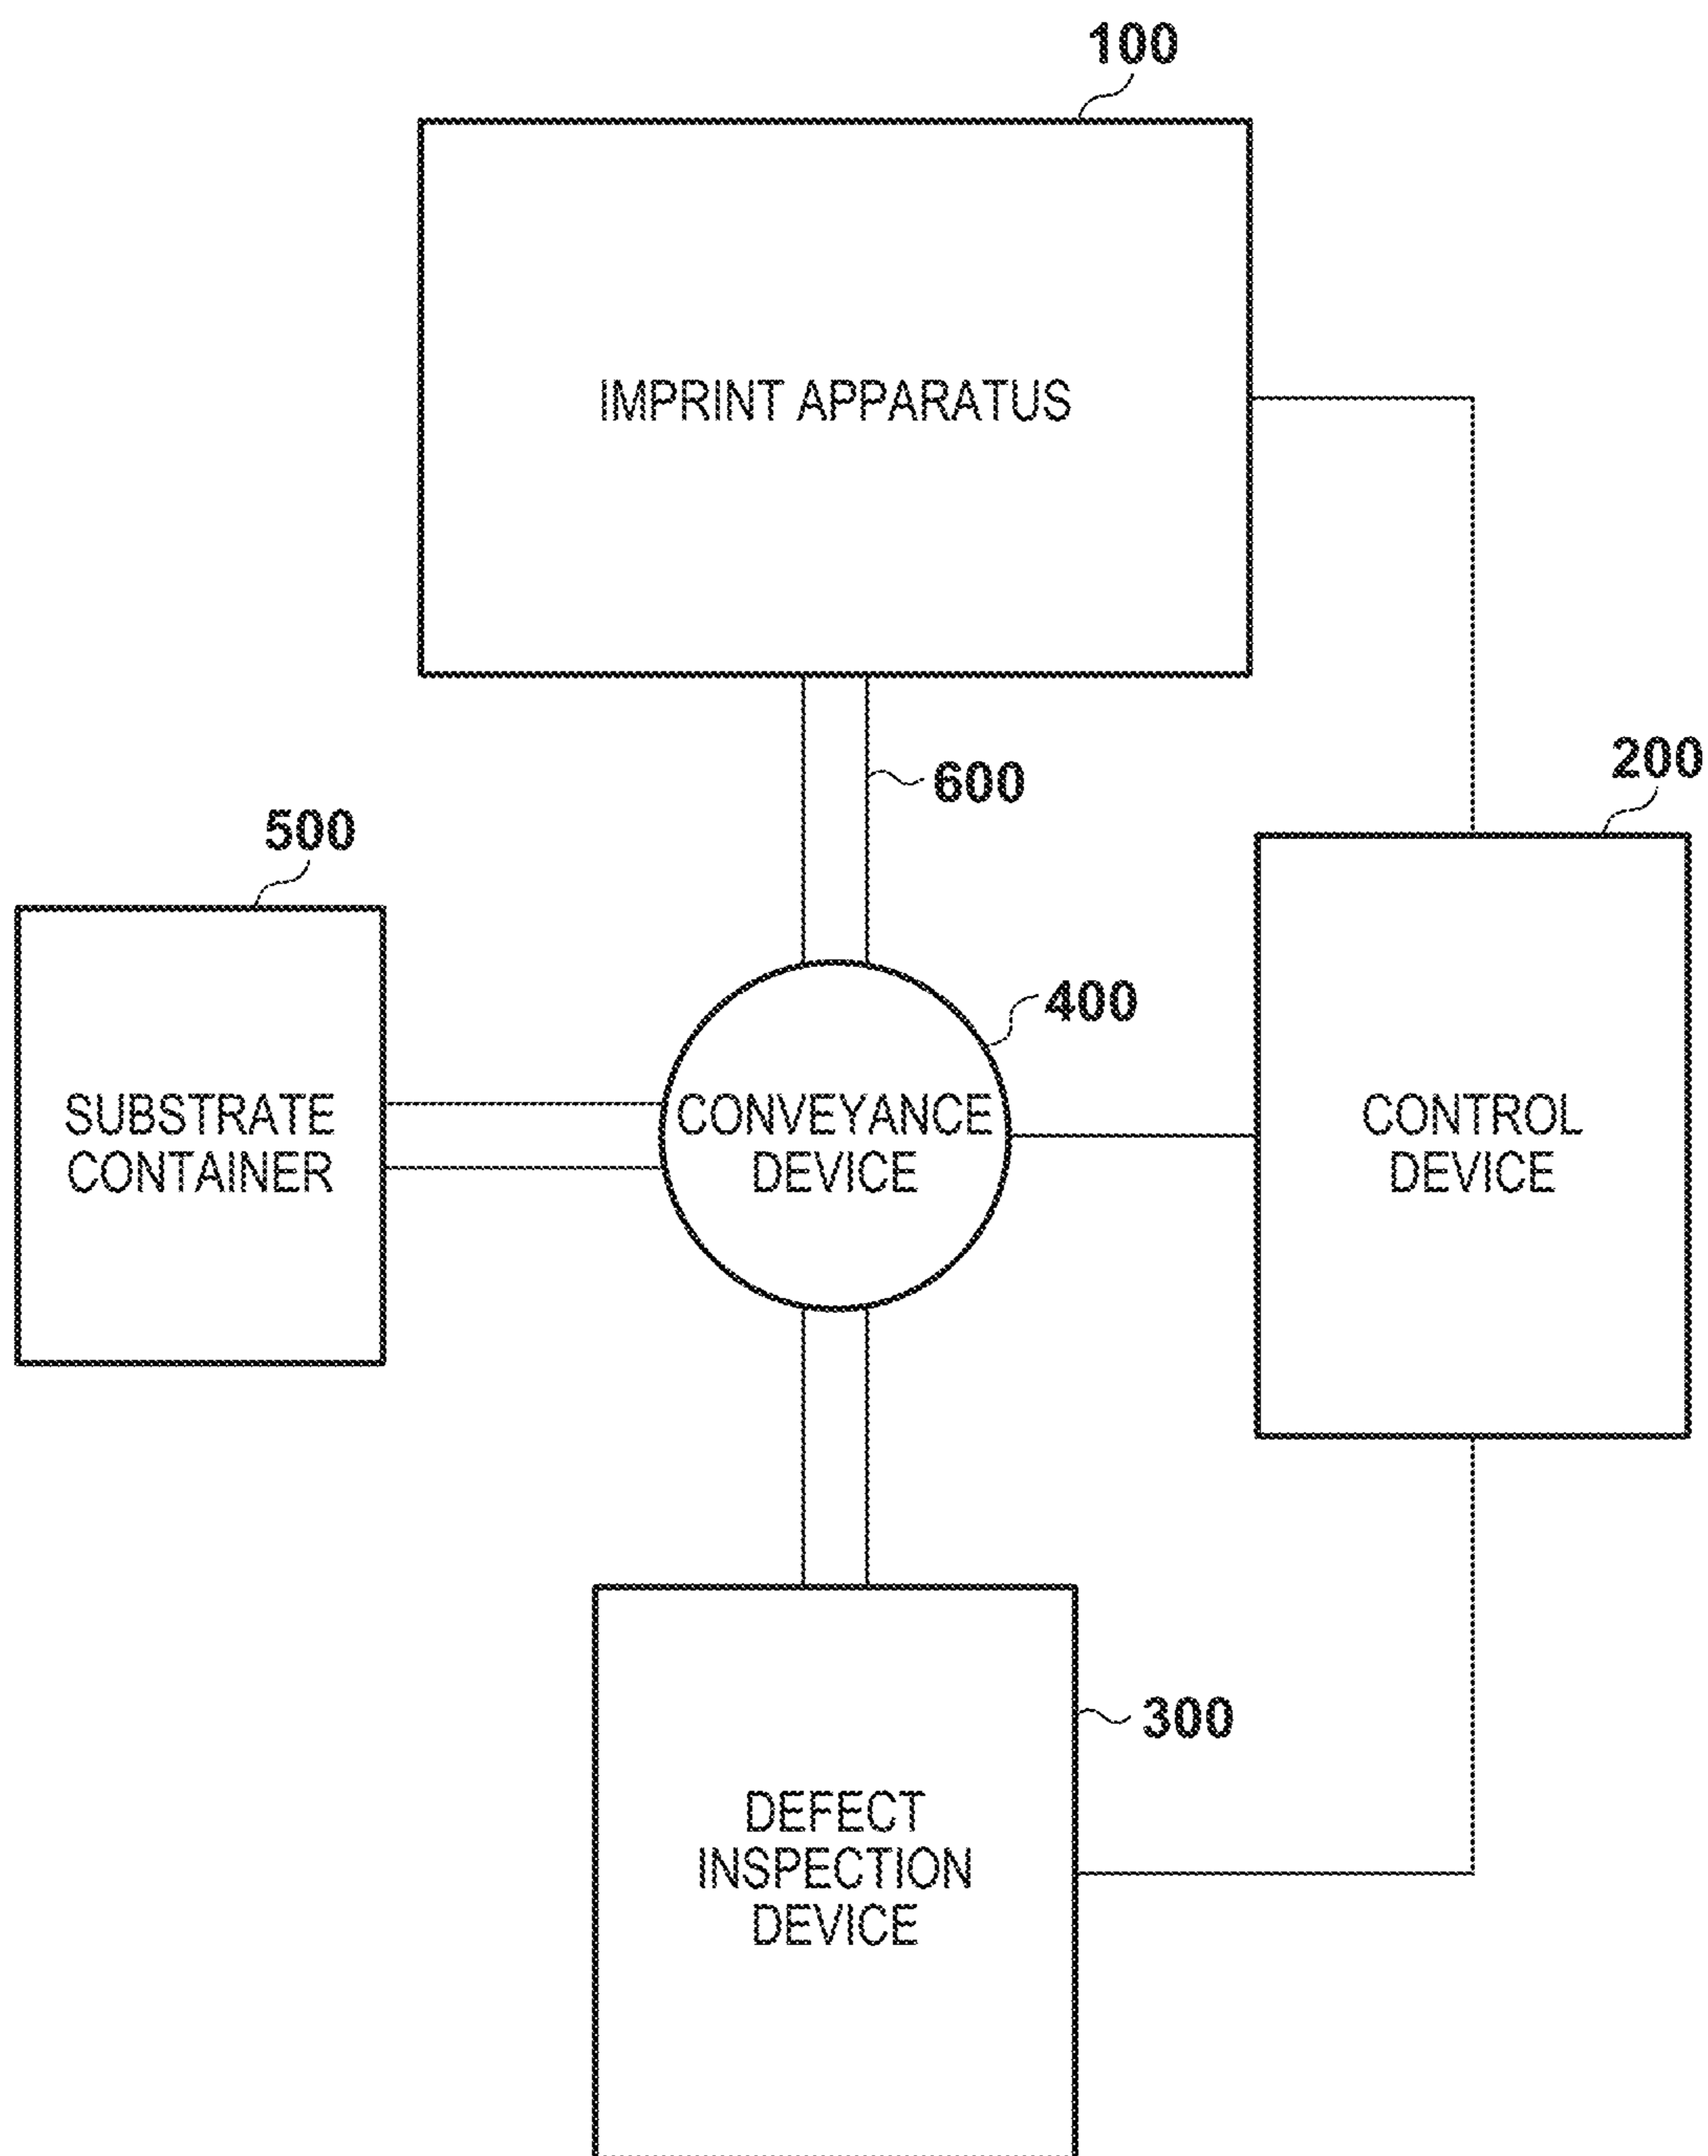 100
IMPRINT APPARATUS
600
200
500
400
SUBSTRATE
CONTAINER
CONVEYANCE
DEVICE
CONTROL
DEVICE
300
DEFECT
INSPECTION
DEVICE